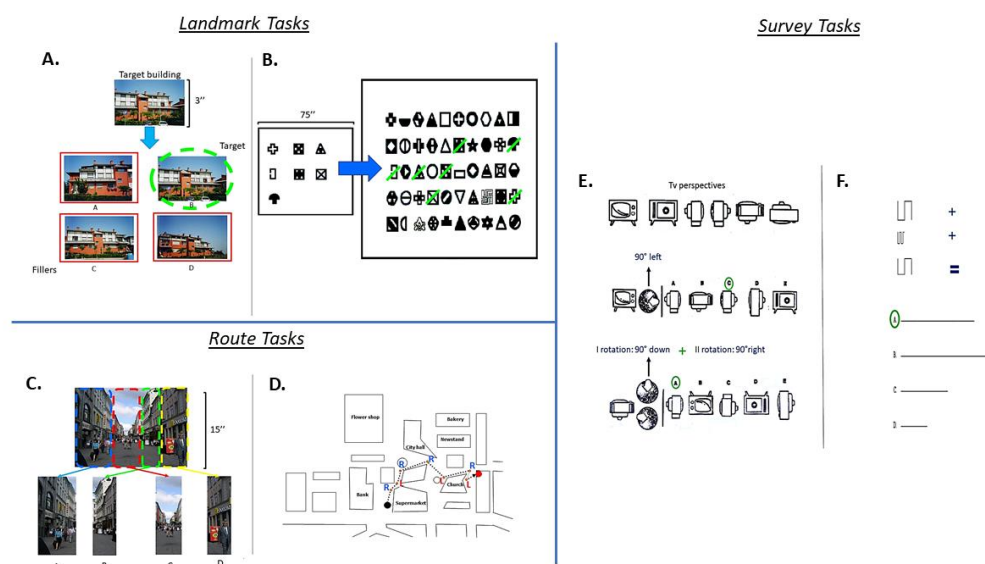 Landmark Tasks
A.
Target building
3’’
Target
A
B
Fillers
C
D
B.
75’’
Route Tasks
C.
15’’
D.
Flower shop
Bakery
Newstand
City hall
R
R
R
R
L
L
L
Bank
Supermarket
Church
Survey Tasks
E.
Tv perspectives
90° left
A B C D E
I rotation: 90° down + II rotation: 90°right
A B C D E
F.
+
+
=
A
B
C
D